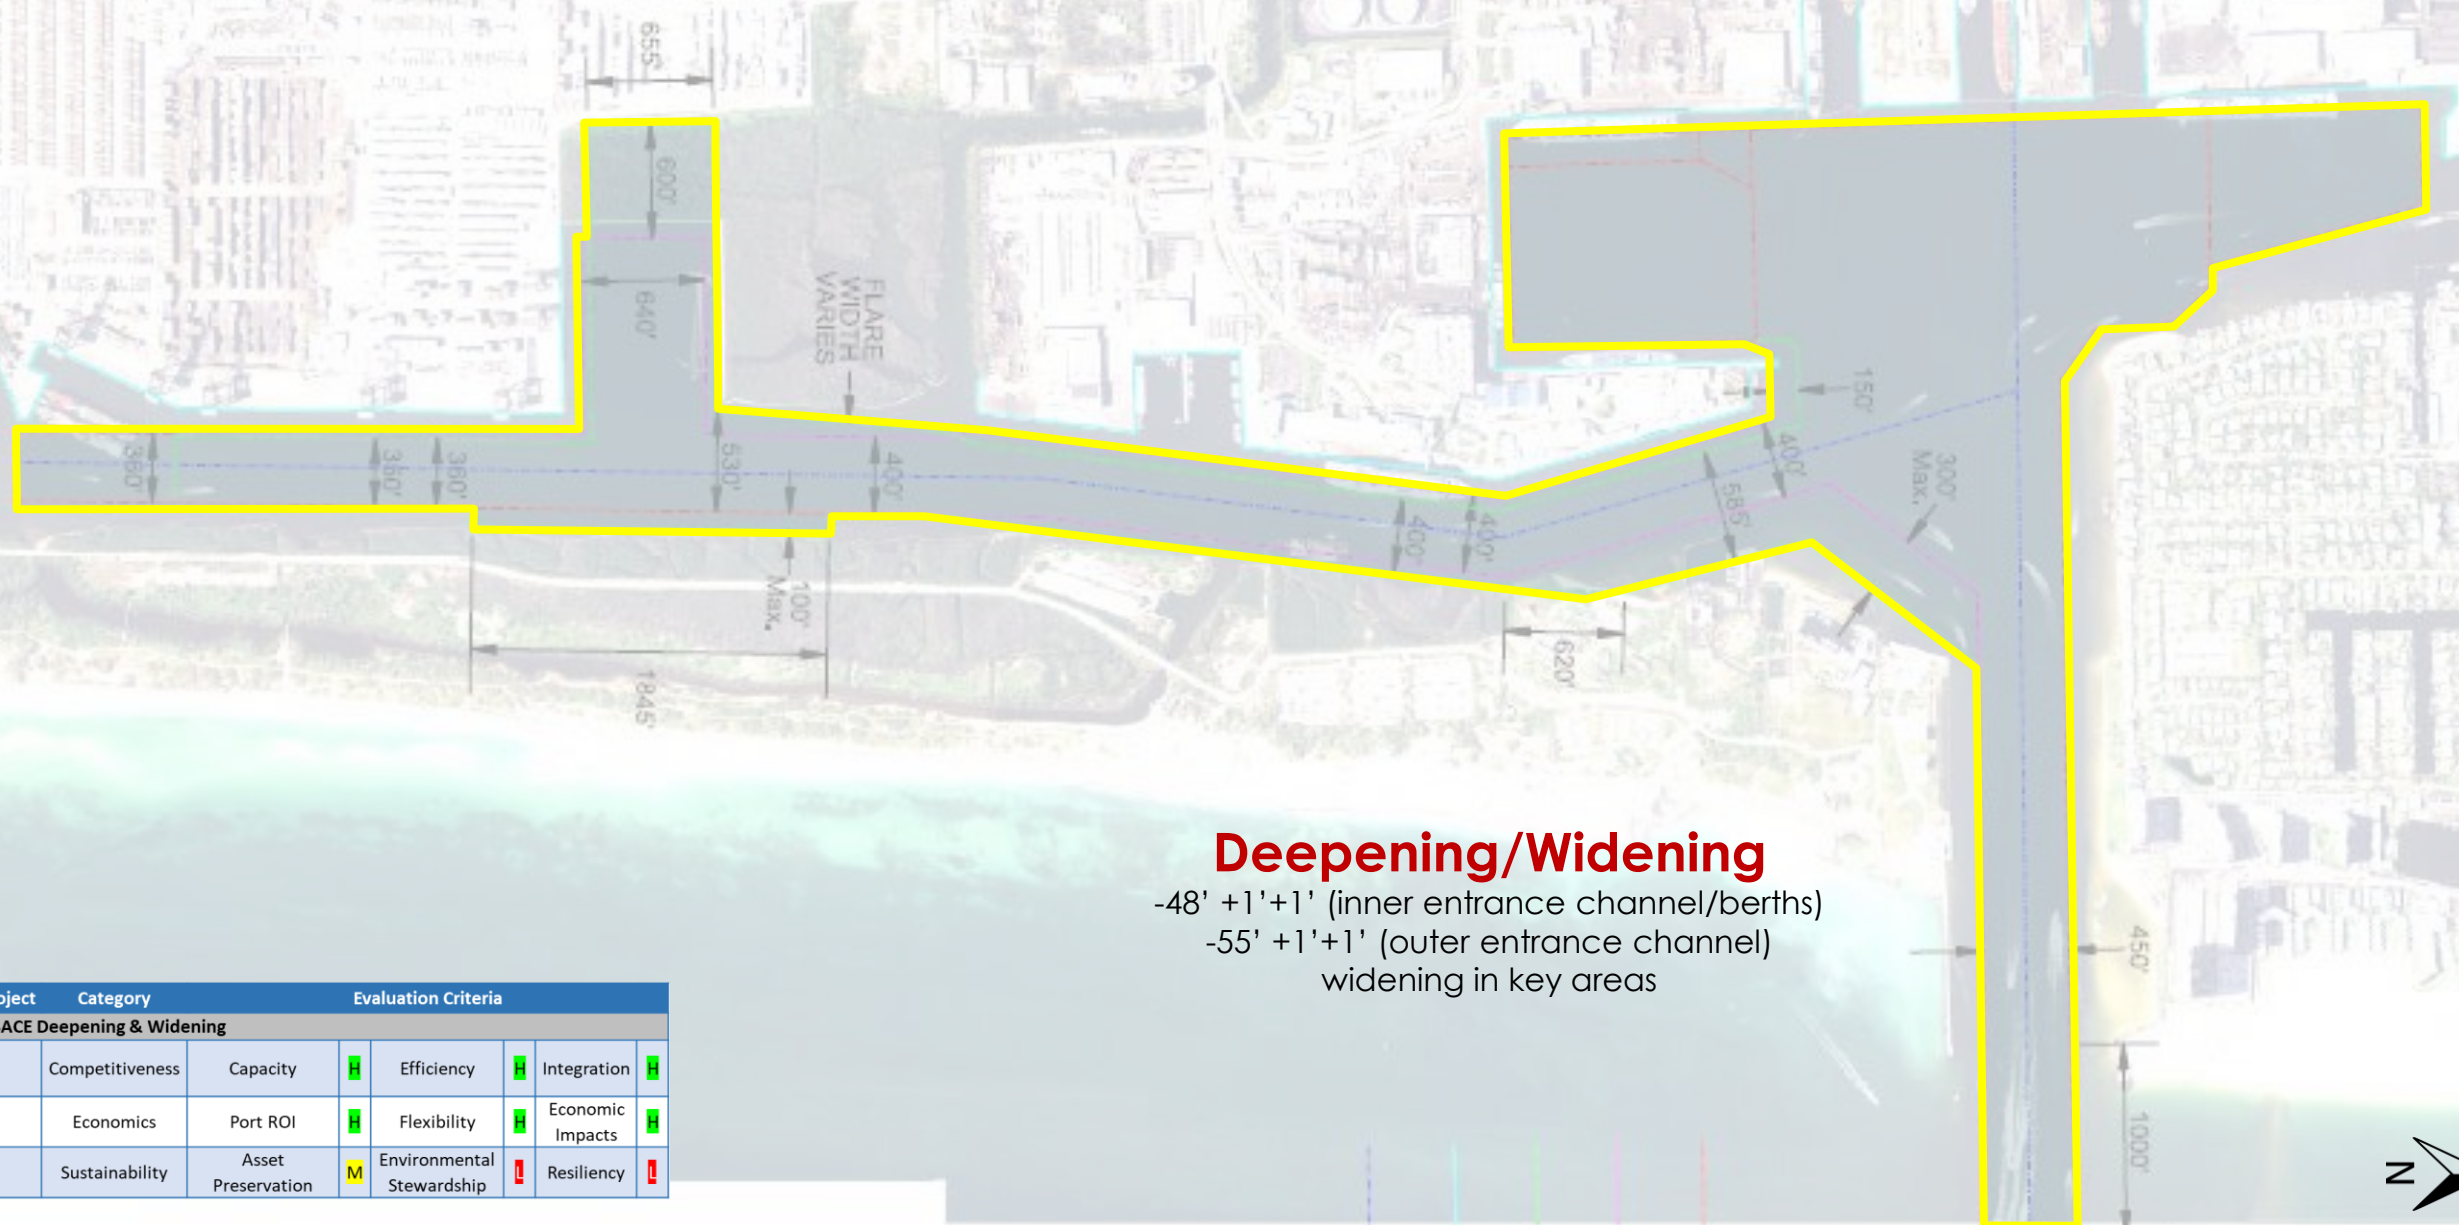 655'
600'
640'
FLARE
WIDTH
VARIES
150'
360'
360'
360'
530'
400'
400'
400'
585'
400'
300'
Max.
100'
Max.
620'
1845'
450'
1000'
Deepening/Widening
-48' +1'+1' (inner entrance channel/berths)
-55' +1'+1' (outer entrance channel)
widening in key areas
oject Category Evaluation Criteria
ACE Deepening & Widening
Competitiveness Capacity H Efficiency H Integration H
Economics Port ROI H Flexibility H Economic Impacts H
Sustainability Asset Preservation M Environmental Stewardship L Resiliency L
N